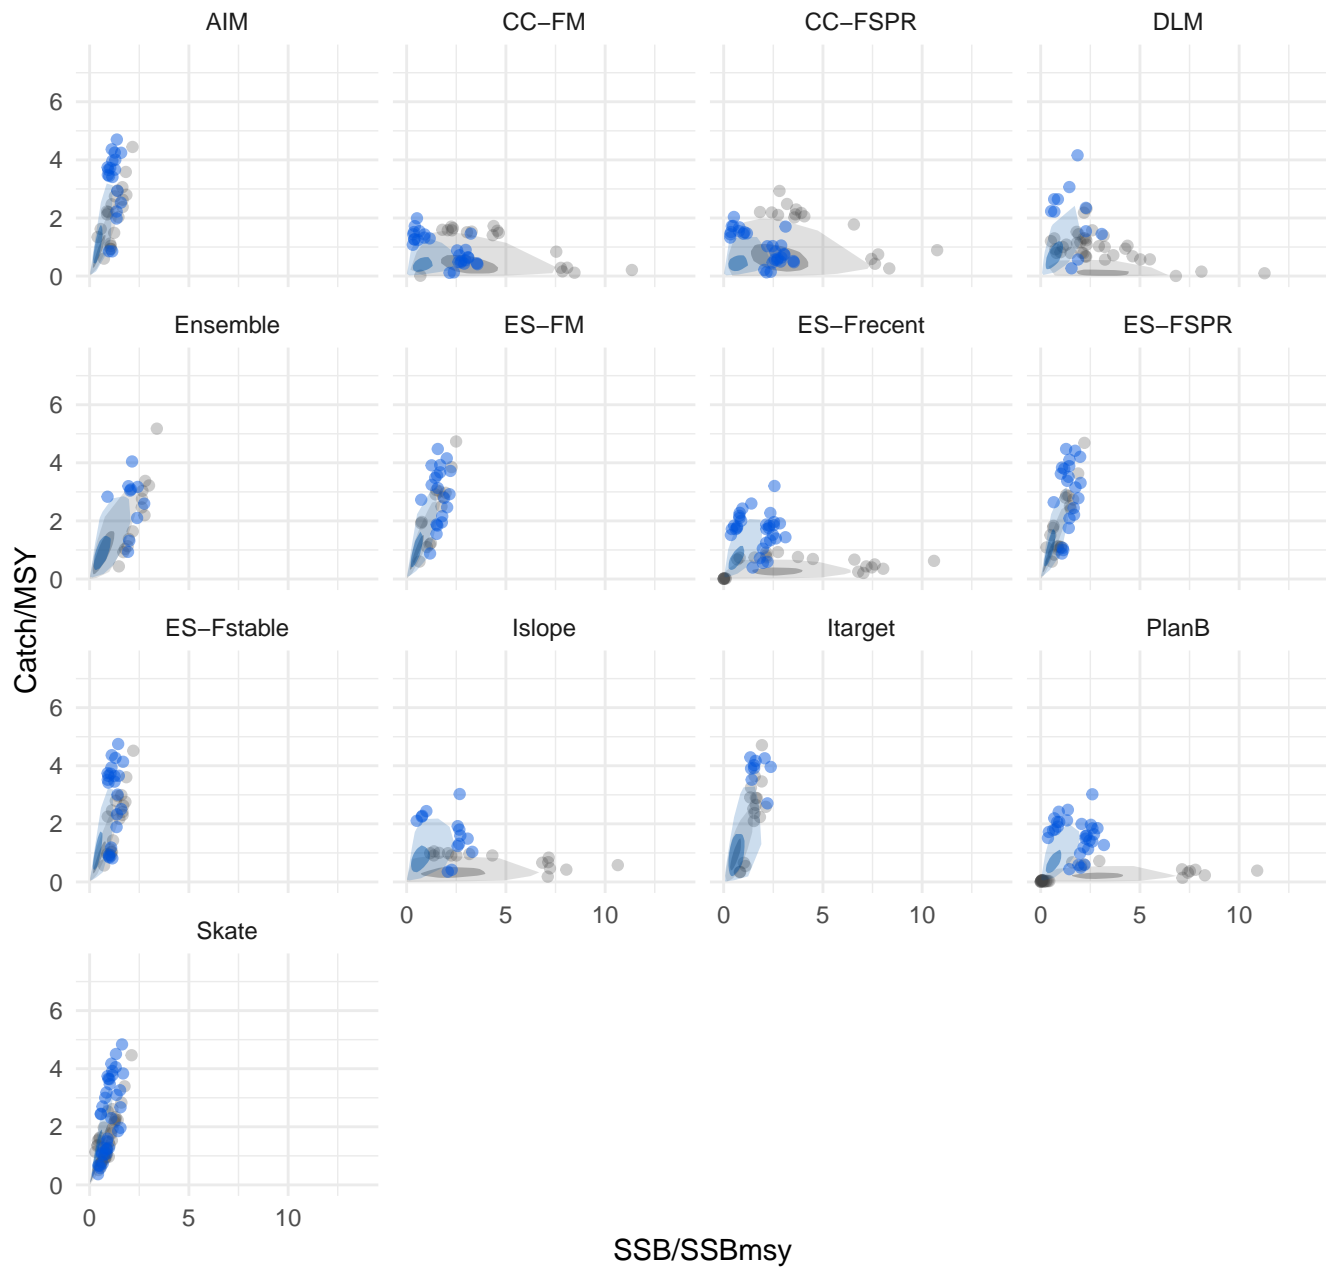 AIM CC−FM CC−FSPR DLM
6
4
2
0
Ensemble ES−FM ES−Frecent ES−FSPR
6
4
2
0
ES−Fstable Islope Itarget PlanB
6
4
2
0
0 5 10 0 5 10 0 5 10
Skate
6
4
2
0
0 5 10
Catch/MSY
SSB/SSBmsy